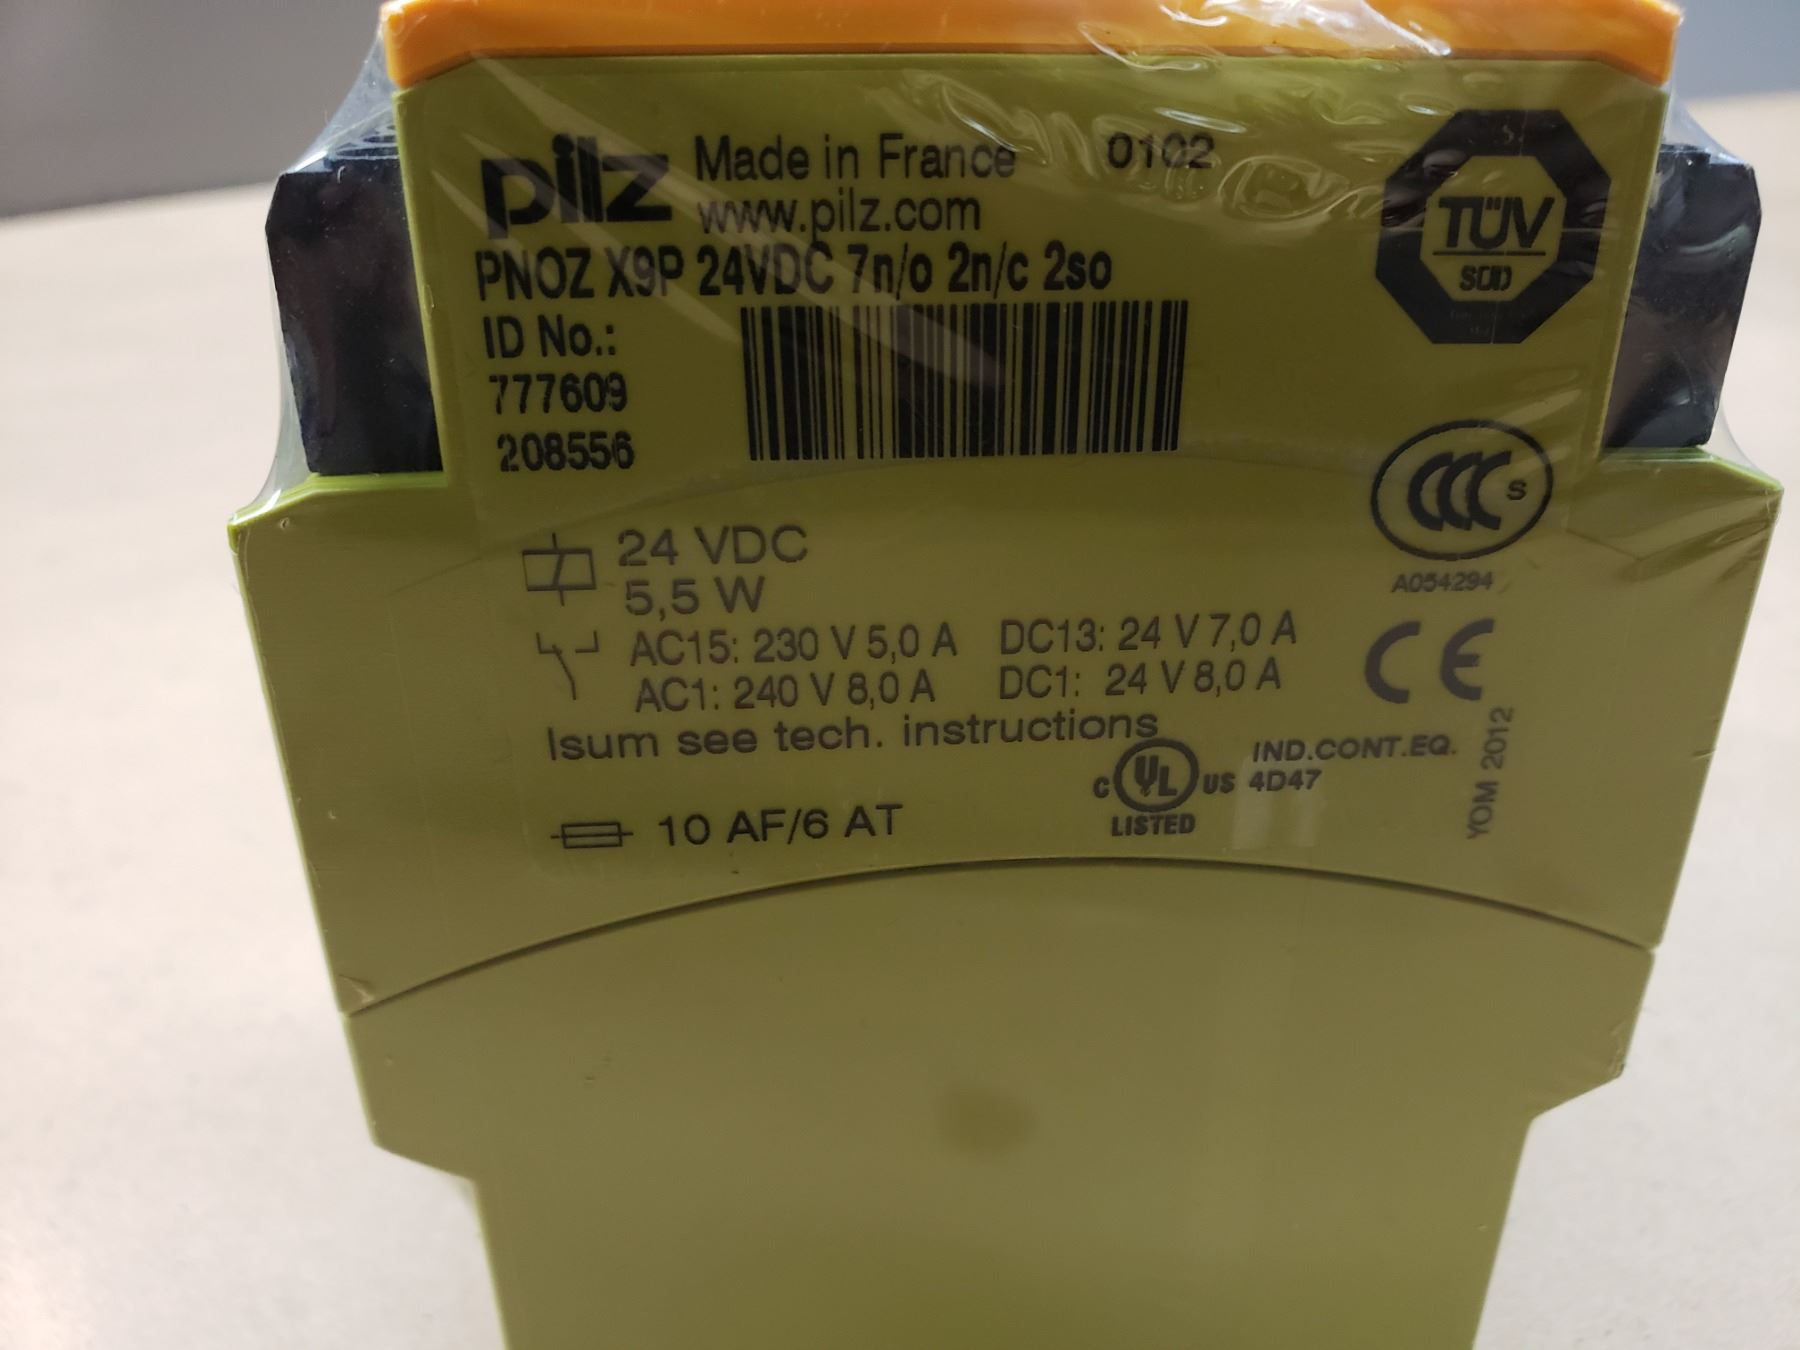 pilz Made in France 0102
www.pilz.com
PNOZ X9P 24VDC 7n/o 2n/c 2so
ID No.:
777609
208556
TÜV
SÜD
CCC S
A054294
24 VDC
5,5 W
AC15: 230 V 5,0 A DC13: 24 V 7,0 A
AC1: 240 V 8,0 A DC1: 24 V 8,0 A
Isum see tech. instructions
CE
YOM 2012
C UL US IND.CONT.EQ.
4D47
LISTED
10 AF/6 AT